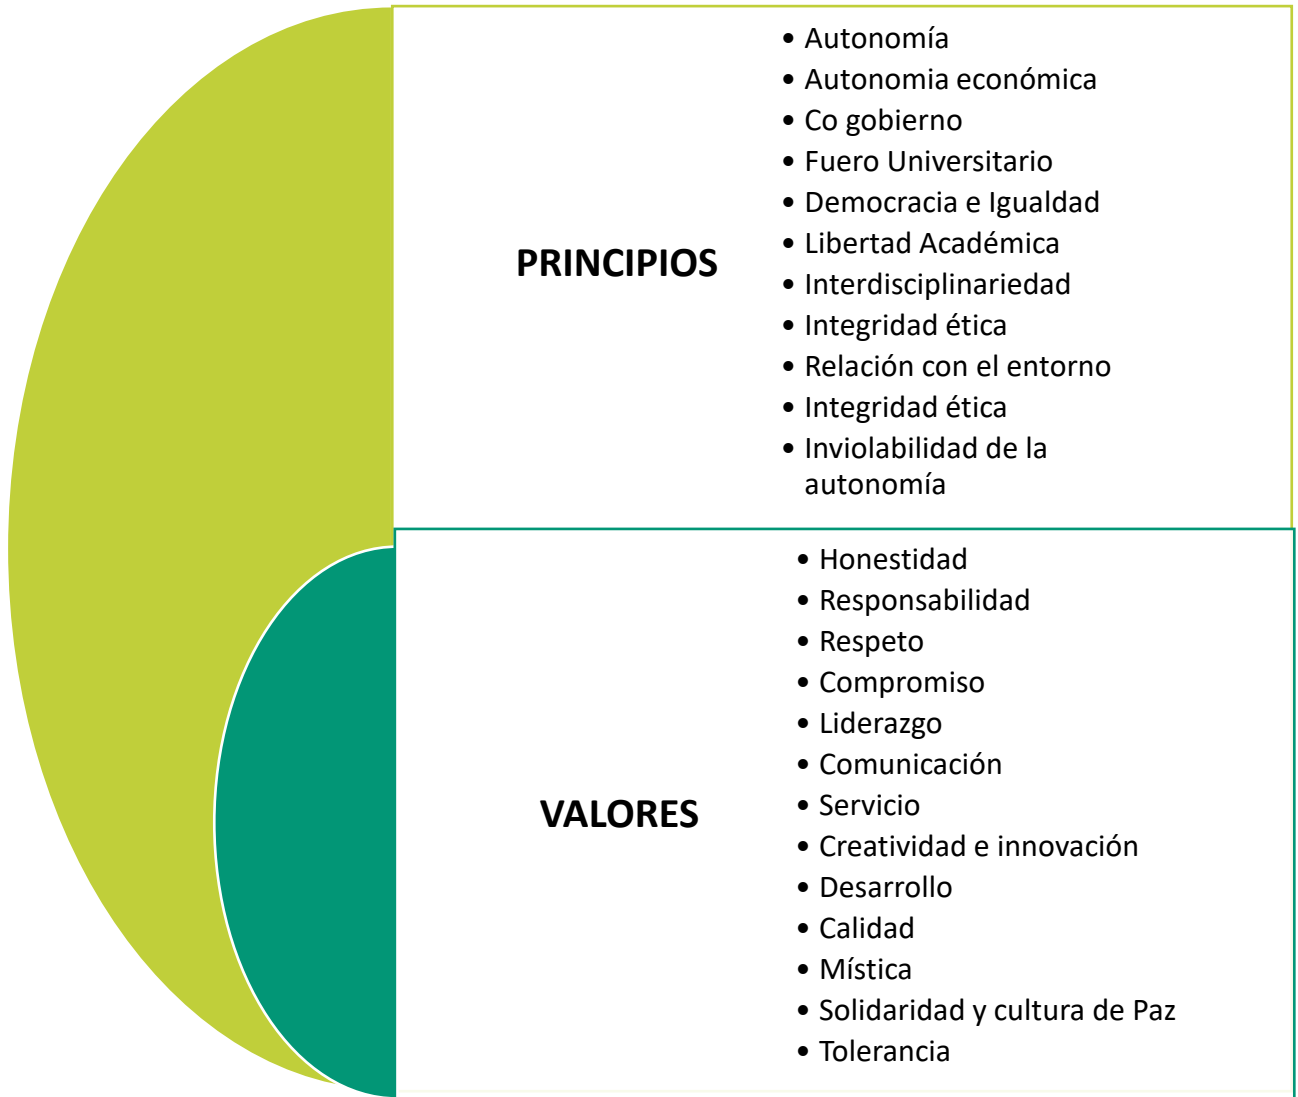 PRINCIPIOS
• Autonomía
• Autonomia económica
• Co gobierno
• Fuero Universitario
• Democracia e Igualdad
• Libertad Académica
• Interdisciplinariedad
• Integridad ética
• Relación con el entorno
• Integridad ética
• Inviolabilidad de la
autonomía
VALORES
• Honestidad
• Responsabilidad
• Respeto
• Compromiso
• Liderazgo
• Comunicación
• Servicio
• Creatividad e innovación
• Desarrollo
• Calidad
• Mística
• Solidaridad y cultura de Paz
• Tolerancia